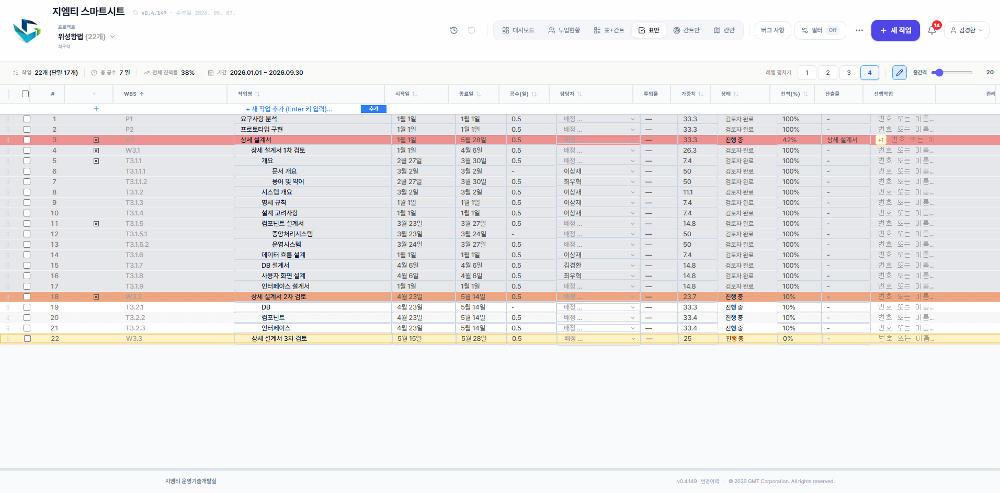 지엠티 스마트시트 v0.4.149 · 수정일 2026. 05. 07.
프로젝트
위성항법 (22개)
최우혁
대시보드 투입현황 표+간트 표만 간트만 칸반 버그 사항 필터 Off ••• + 새 작업 14 김경환
작업 22개 (단말 17개) 총 공수 7 일 전체 진척율 38% 기간 2026.01.01 ~ 2026.09.30 레벨 펼치기 1 2 3 4 줄간격 20
# WBS 작업명 시작일 종료일 공수(일) 담당자 투입율 가중치 상태 진척(%) 산출물 선행작업 관리
+ + 새 작업 추가 (Enter 키 입력)... 추가
1 P1 요구사항 분석 1월 1일 1월 1일 0.5 배정 ... — 33.3 검토자 완료 100% - 번호 또는 이름…
2 P2 프로토타입 구현 1월 1일 1월 1일 0.5 배정 ... — 33.3 검토자 완료 100% - 번호 또는 이름…
3 P3 상세 설계서 1월 1일 5월 28일 0.5 배정 ... — 33.3 진행 중 42% 상세 설계서 +1 번호 또는 이
4 W3.1 상세 설계서 1차 검토 1월 1일 4월 6일 0.5 배정 ... — 26.3 검토자 완료 100% - 번호 또는 이름…
5 T3.1.1 개요 2월 27일 3월 30일 0.5 배정 ... — 7.4 검토자 완료 100% - 번호 또는 이름…
6 T3.1.1.1 문서 개요 3월 2일 3월 2일 - 이상재 — 50 검토자 완료 100% - 번호 또는 이름…
7 T3.1.1.2 용어 및 약어 2월 27일 3월 30일 0.5 최우혁 — 50 검토자 완료 100% - 번호 또는 이름…
8 T3.1.2 시스템 개요 3월 2일 3월 2일 0.5 이상재 — 11.1 검토자 완료 100% - 번호 또는 이름…
9 T3.1.3 명세 규칙 1월 1일 1월 1일 0.5 이상재 — 7.4 검토자 완료 100% - 번호 또는 이름…
10 T3.1.4 설계 고려사항 1월 1일 1월 1일 0.5 이상재 — 7.4 검토자 완료 100% - 번호 또는 이름…
11 T3.1.5 컴포넌트 설계서 3월 23일 3월 27일 0.5 배정 ... — 14.8 검토자 완료 100% - 번호 또는 이름…
12 T3.1.5.1 중앙처리시스템 3월 23일 3월 24일 - 배정 ... — 50 검토자 완료 100% - 번호 또는 이름…
13 T3.1.5.2 운영시스템 3월 24일 3월 27일 0.5 배정 ... — 50 검토자 완료 100% - 번호 또는 이름…
14 T3.1.6 데이터 흐름 설계 1월 1일 1월 1일 0.5 이상재 — 7.4 검토자 완료 100% - 번호 또는 이름…
15 T3.1.7 DB 설계서 4월 6일 4월 6일 0.5 김경환 — 14.8 검토자 완료 100% - 번호 또는 이름…
16 T3.1.8 사용자 화면 설계 4월 6일 4월 6일 0.5 최우혁 — 14.8 검토자 완료 100% - 번호 또는 이름…
17 T3.1.9 인터페이스 설계서 1월 1일 1월 1일 0.5 배정 ... — 14.8 검토자 완료 100% - 번호 또는 이름…
18 W3.2 상세 설계서 2차 검토 4월 23일 5월 14일 0.5 배정 ... — 23.7 진행 중 10% - 번호 또는 이름…
19 T3.2.1 DB 4월 23일 5월 14일 - 배정 ... — 33.3 진행 중 10% - 번호 또는 이름…
20 T3.2.2 컴포넌트 4월 23일 5월 14일 0.5 배정 ... — 33.4 진행 중 10% - 번호 또는 이름…
21 T3.2.3 인터페이스 4월 23일 5월 14일 0.5 배정 ... — 33.4 진행 중 10% - 번호 또는 이름…
22 W3.3 상세 설계서 3차 검토 5월 15일 5월 28일 0.5 배정 ... — 25 진행 중 0% - 번호 또는 이름…
지엠티 운영기술개발실 v0.4.149 · 변경이력 · © 2026 GMT Corporation. All rights reserved.